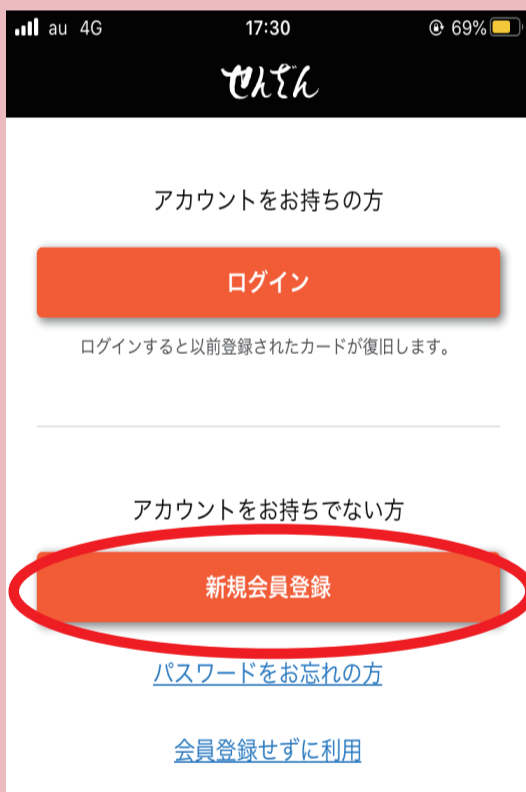 au 4G 17:30 69%
せんざん
アカウントをお持ちの方
ログイン
ログインすると以前登録されたカードが復旧します。
アカウントをお持ちでない方
新規会員登録
パスワードをお忘れの方
会員登録せずに利用